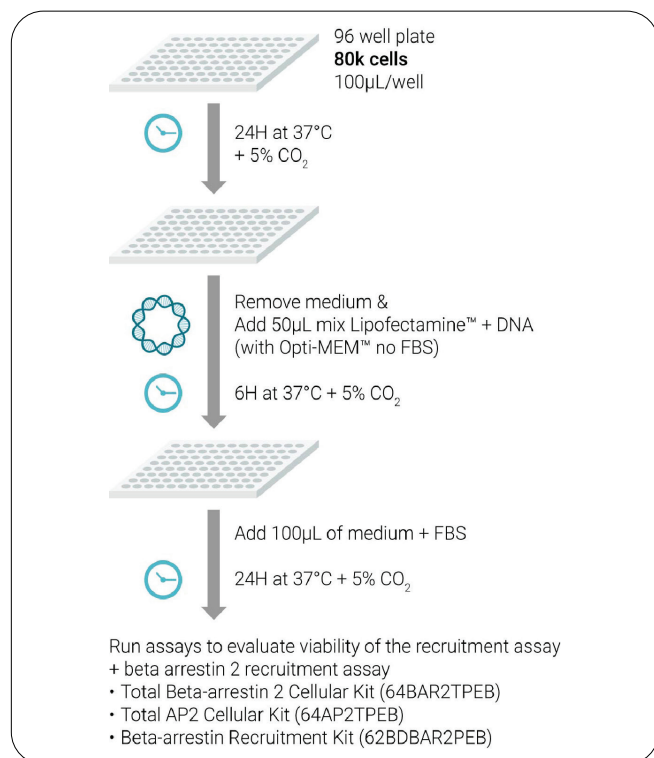 96 well plate
80k cells
100µL/well
24H at 37°C
+ 5% CO₂
Remove medium &
Add 50µL mix Lipofectamine™ + DNA
(with Opti-MEM™ no FBS)
6H at 37°C + 5% CO₂
Add 100µL of medium + FBS
24H at 37°C + 5% CO₂
Run assays to evaluate viability of the recruitment assay
+ beta arrestin 2 recruitment assay
• Total Beta-arrestin 2 Cellular Kit (64BAR2TPEB)
• Total AP2 Cellular Kit (64AP2TPEB)
• Beta-arrestin Recruitment Kit (62BDBAR2PEB)